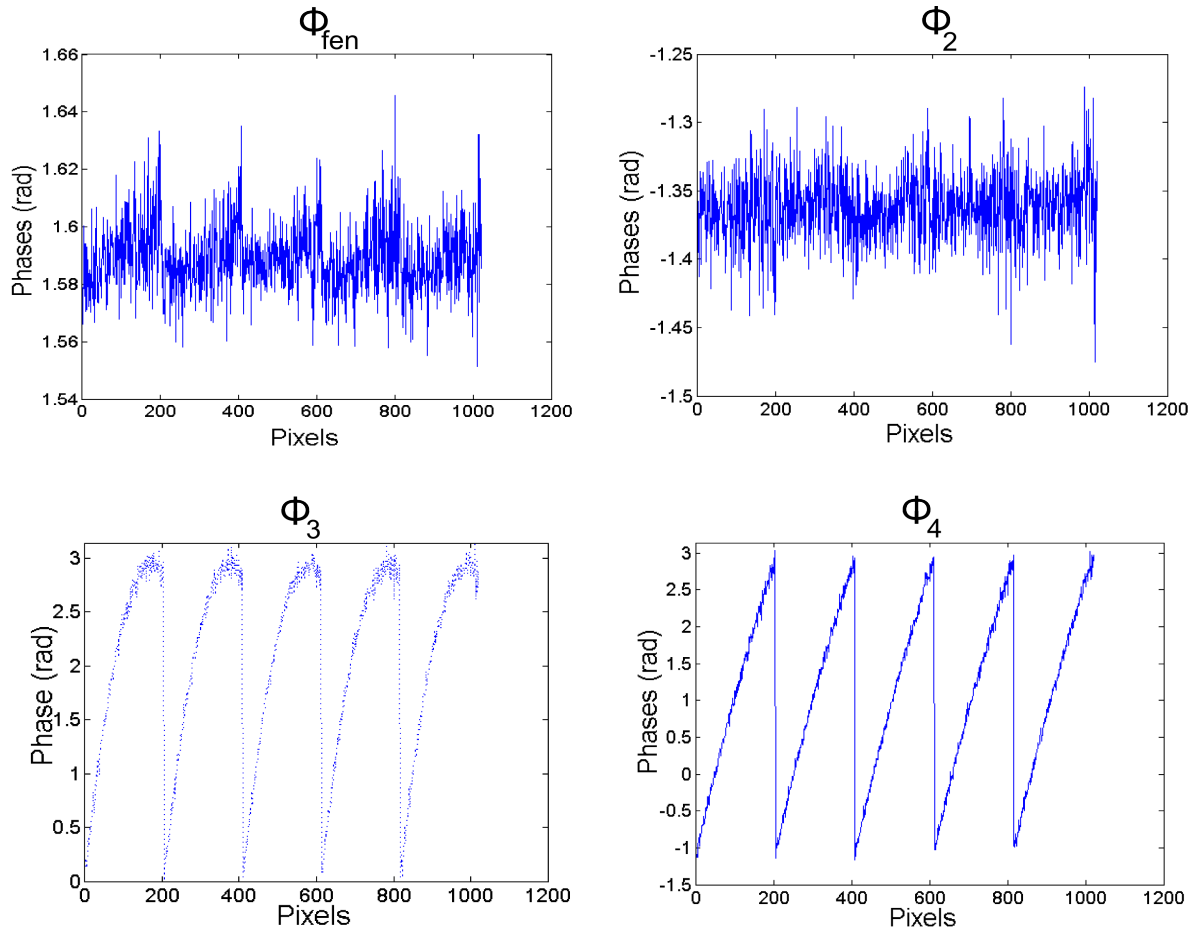 Φfen
1.66
1.64
1.62
1.6
1.58
1.56
1.54
Phases (rad)
0 200 400 600 800 1000 1200
Pixels
Φ2
-1.25
-1.3
-1.35
-1.4
-1.45
-1.5
Phases (rad)
0 200 400 600 800 1000 1200
Pixels
Φ3
3
2.5
2
1.5
1
0.5
0
Phase (rad)
0 200 400 600 800 1000 1200
Pixels
Φ4
3
2.5
2
1.5
1
0.5
0
-0.5
-1
-1.5
Phases (rad)
0 200 400 600 800 1000 1200
Pixels